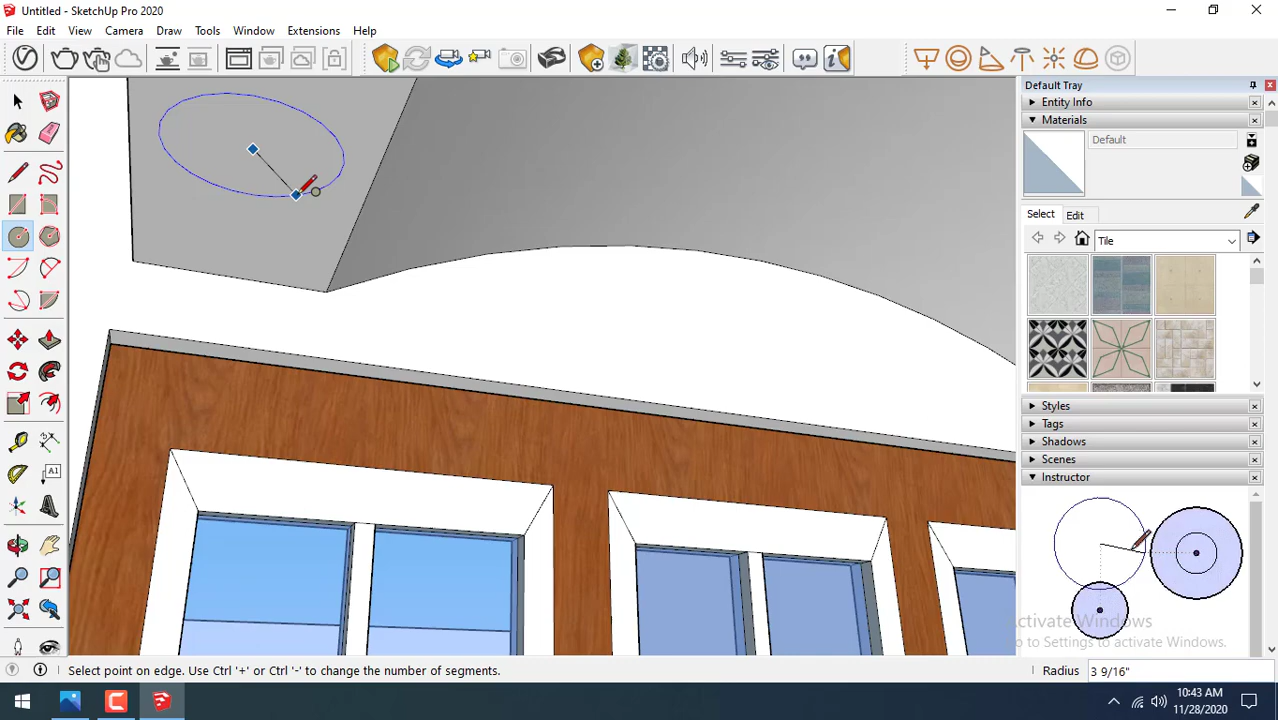 Untitled - SketchUp Pro 2020
File Edit View Camera Draw Tools Window Extensions Help
Default Tray
Entity Info
Materials
Default
Select Edit
Tile
Styles
Tags
Shadows
Scenes
Instructor
AI
Activate Windows
Go to Settings to activate Windows.
Select point on edge. Use Ctrl '+' or Ctrl '-' to change the number of segments.
Radius 3 9/16"
10:43 AM
11/28/2020